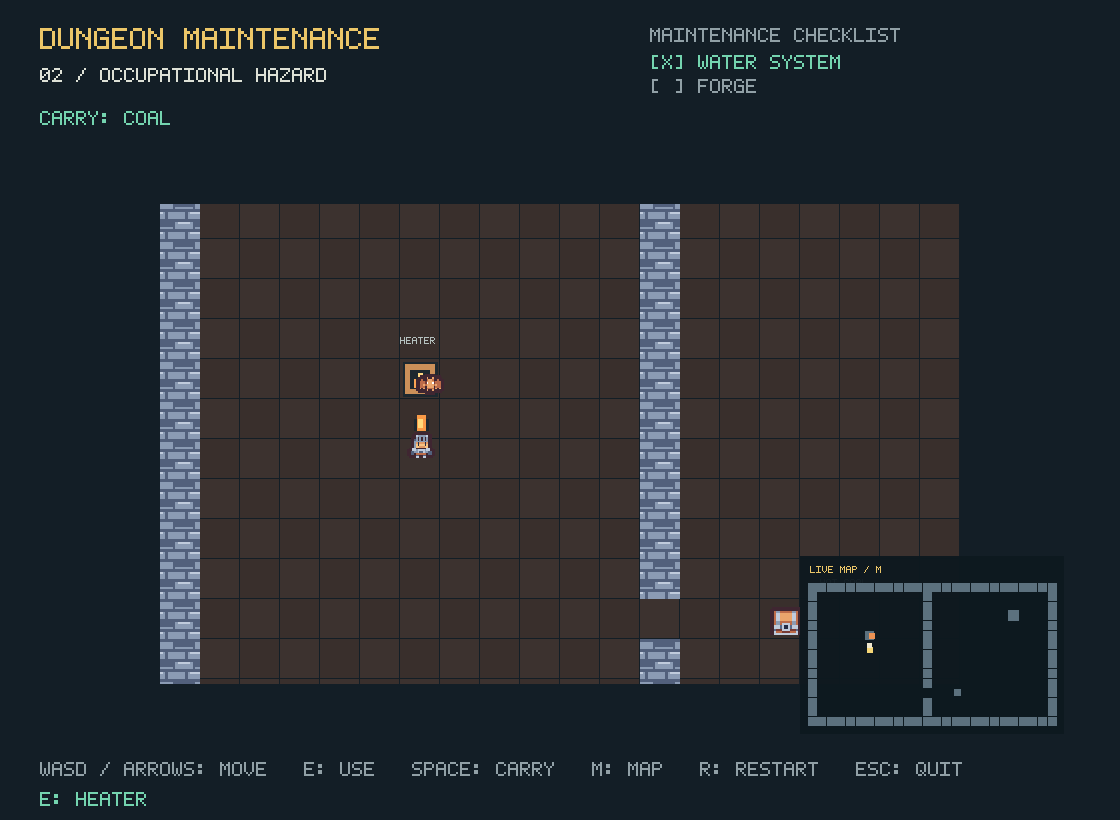 DUNGEON MAINTENANCE
02 / OCCUPATIONAL HAZARD
CARRY: COAL
MAINTENANCE CHECKLIST
[X] WATER SYSTEM
[ ] FORGE
HEATER
LIVE MAP / M
WASD / ARROWS: MOVE   E: USE   SPACE: CARRY   M: MAP   R: RESTART   ESC: QUIT
E: HEATER